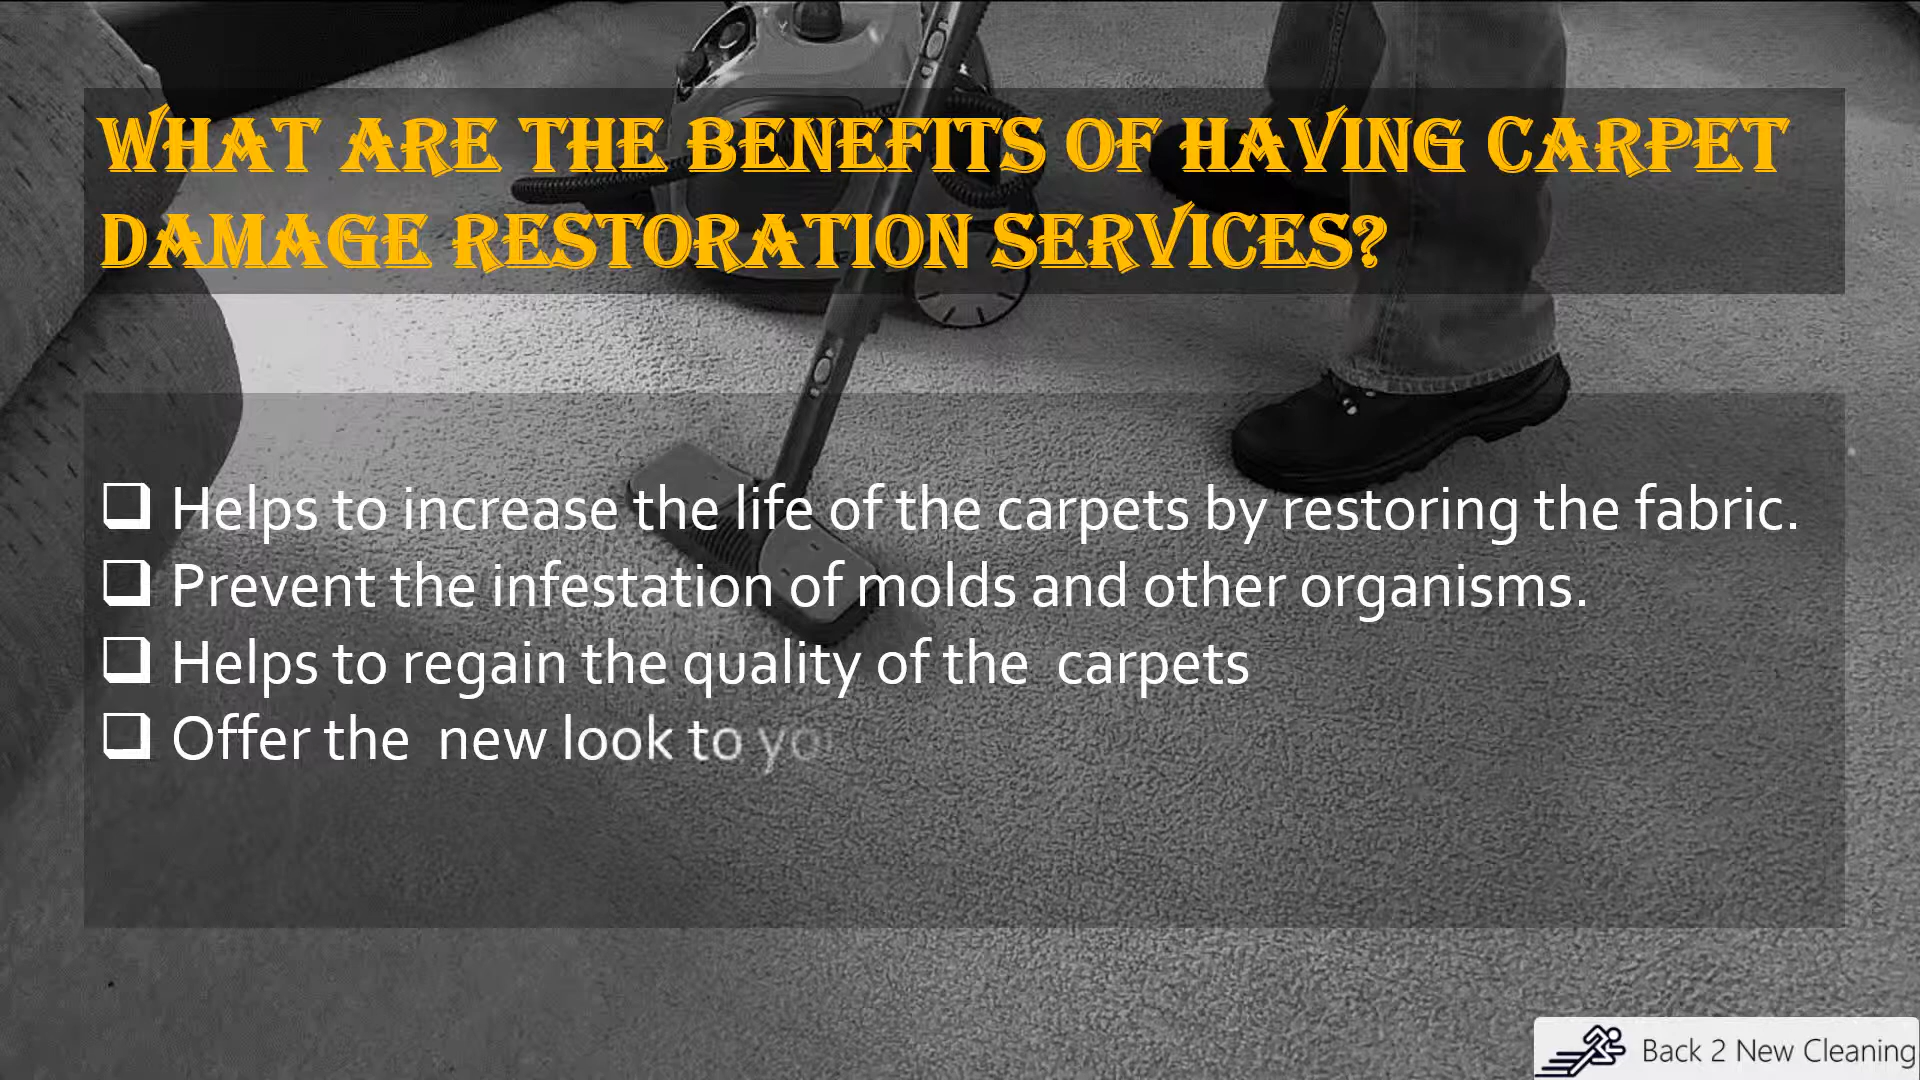 WHAT ARE THE BENEFITS OF HAVING CARPET
DAMAGE RESTORATION SERVICES?
Helps to increase the life of the carpets by restoring the fabric.
Prevent the infestation of molds and other organisms.
Helps to regain the quality of the carpets
Offer the new look to
Back 2 New Cleaning